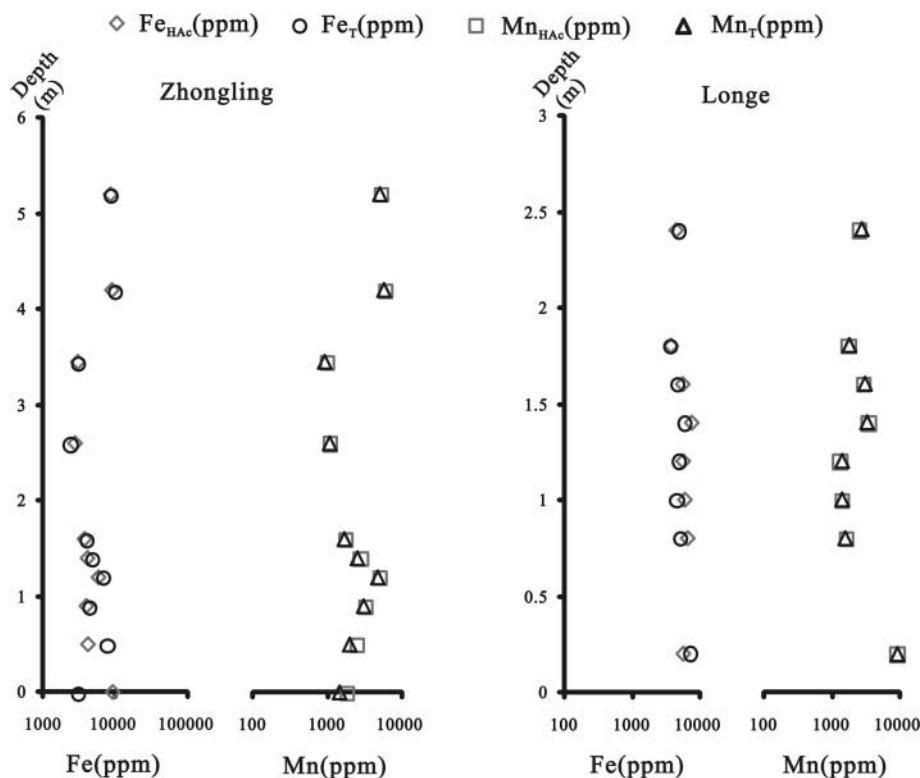 Fe_HAc(ppm) Fe_T(ppm) Mn_HAc(ppm) Mn_T(ppm)
Depth
(m)
Zhongling
6
5
4
3
2
1
0
1000 10000 100000
Fe(ppm)
100 1000 10000
Mn(ppm)
Depth
(m)
Longe
3
2.5
2
1.5
1
0.5
0
100 1000 10000
Fe(ppm)
100 1000 10000
Mn(ppm)